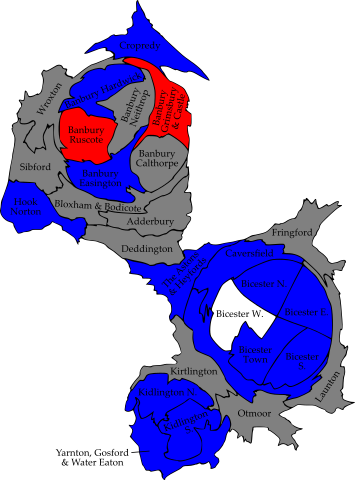 Cropredy
Banbury Hardwick
Wroxton
Banbury
Neithrop
Banbury
Grimsbury
& Castle
Banbury
Ruscote
Banbury
Calthorpe
Sibford
Banbury
Easington
Hook
Norton
Bloxham & Bodicote
Adderbury
Deddington
Fringford
The Astons
& Heyfords
Caversfield
Bicester N.
Bicester W.
Bicester E.
Bicester
Town
Bicester
S.
Kirtlington
Launton
Kidlington N.
Otmoor
Kidlington
S.
Yarnton, Gosford
& Water Eaton